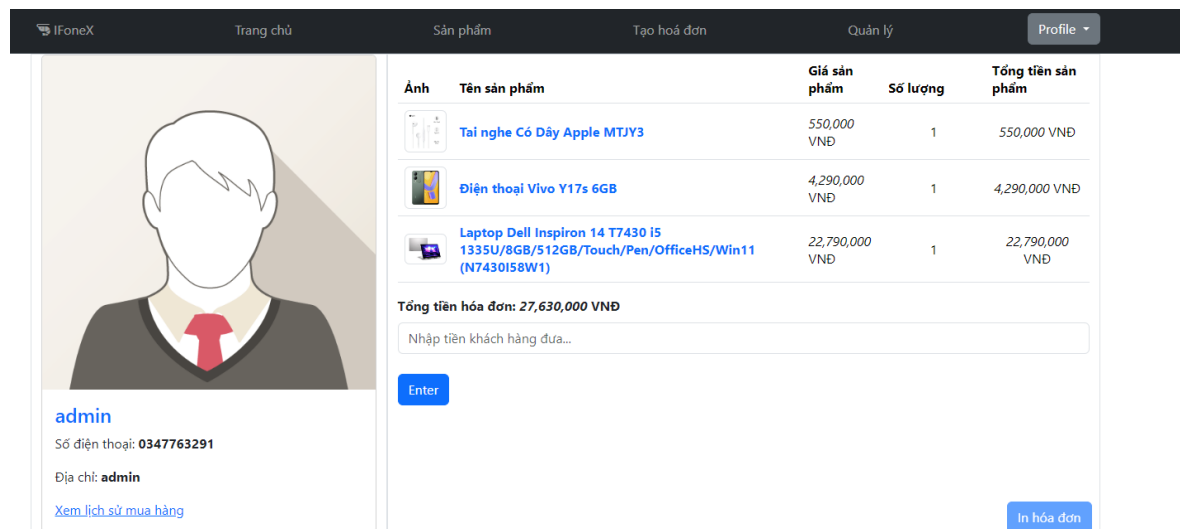 IFoneX Trang chủ Sản phẩm Tạo hoá đơn Quản lý Profile
Ảnh Tên sản phẩm Giá sản phẩm Số lượng Tổng tiền sản phẩm
Tai nghe Có Dây Apple MTJY3 550,000 VNĐ 1 550,000 VNĐ
Điện thoại Vivo Y17s 6GB 4,290,000 VNĐ 1 4,290,000 VNĐ
Laptop Dell Inspiron 14 T7430 i5
1335U/8GB/512GB/Touch/Pen/OfficeHS/Win11
(N7430I58W1)
22,790,000 VNĐ 1 22,790,000 VNĐ
Tổng tiền hóa đơn: 27,630,000 VNĐ
Nhập tiền khách hàng đưa...
Enter
admin
Số điện thoại: 0347763291
Địa chỉ: admin
Xem lịch sử mua hàng
In hóa đơn